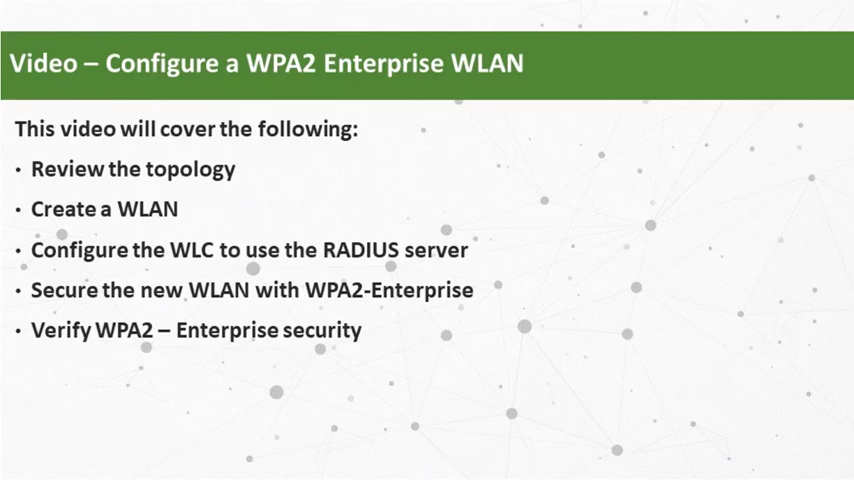 Video – Configure a WPA2 Enterprise WLAN
This video will cover the following:
• Review the topology
• Create a WLAN
• Configure the WLC to use the RADIUS server
• Secure the new WLAN with WPA2-Enterprise
• Verify WPA2 – Enterprise security